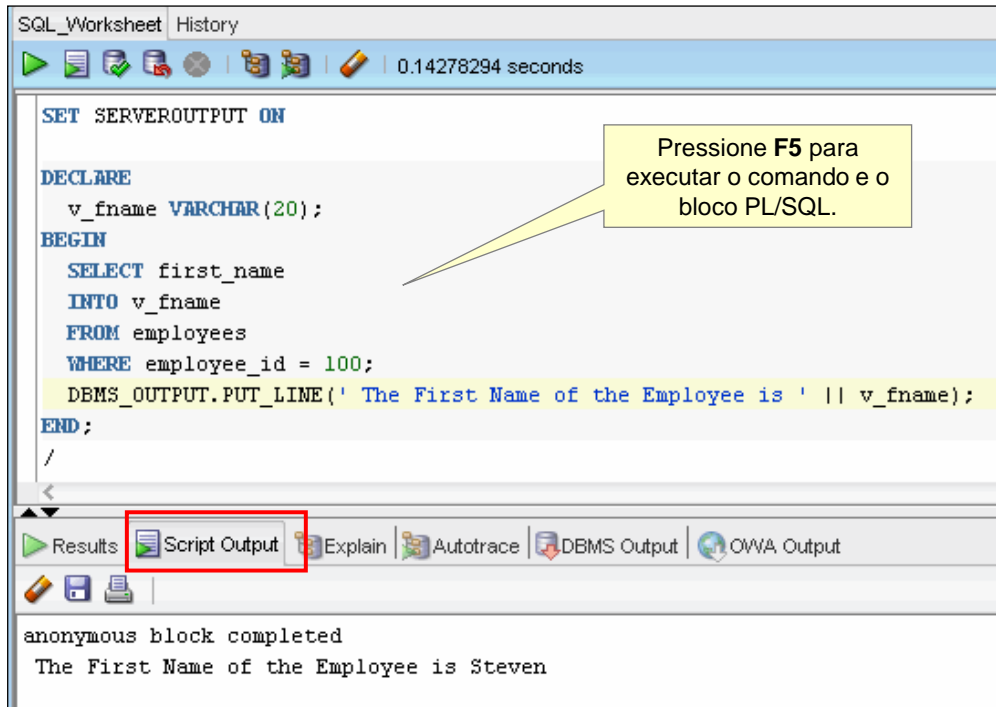 SQL_Worksheet History
0.14278294 seconds
SET SERVEROUTPUT ON
DECLARE
v_fname VARCHAR(20);
BEGIN
SELECT first_name
INTO v_fname
FROM employees
WHERE employee_id = 100;
DBMS_OUTPUT.PUT_LINE(' The First Name of the Employee is ' || v_fname);
END;
/
Pressione F5 para
executar o comando e o
bloco PL/SQL.
Results Script Output Explain Autotrace DBMS Output OWA Output
anonymous block completed
The First Name of the Employee is Steven